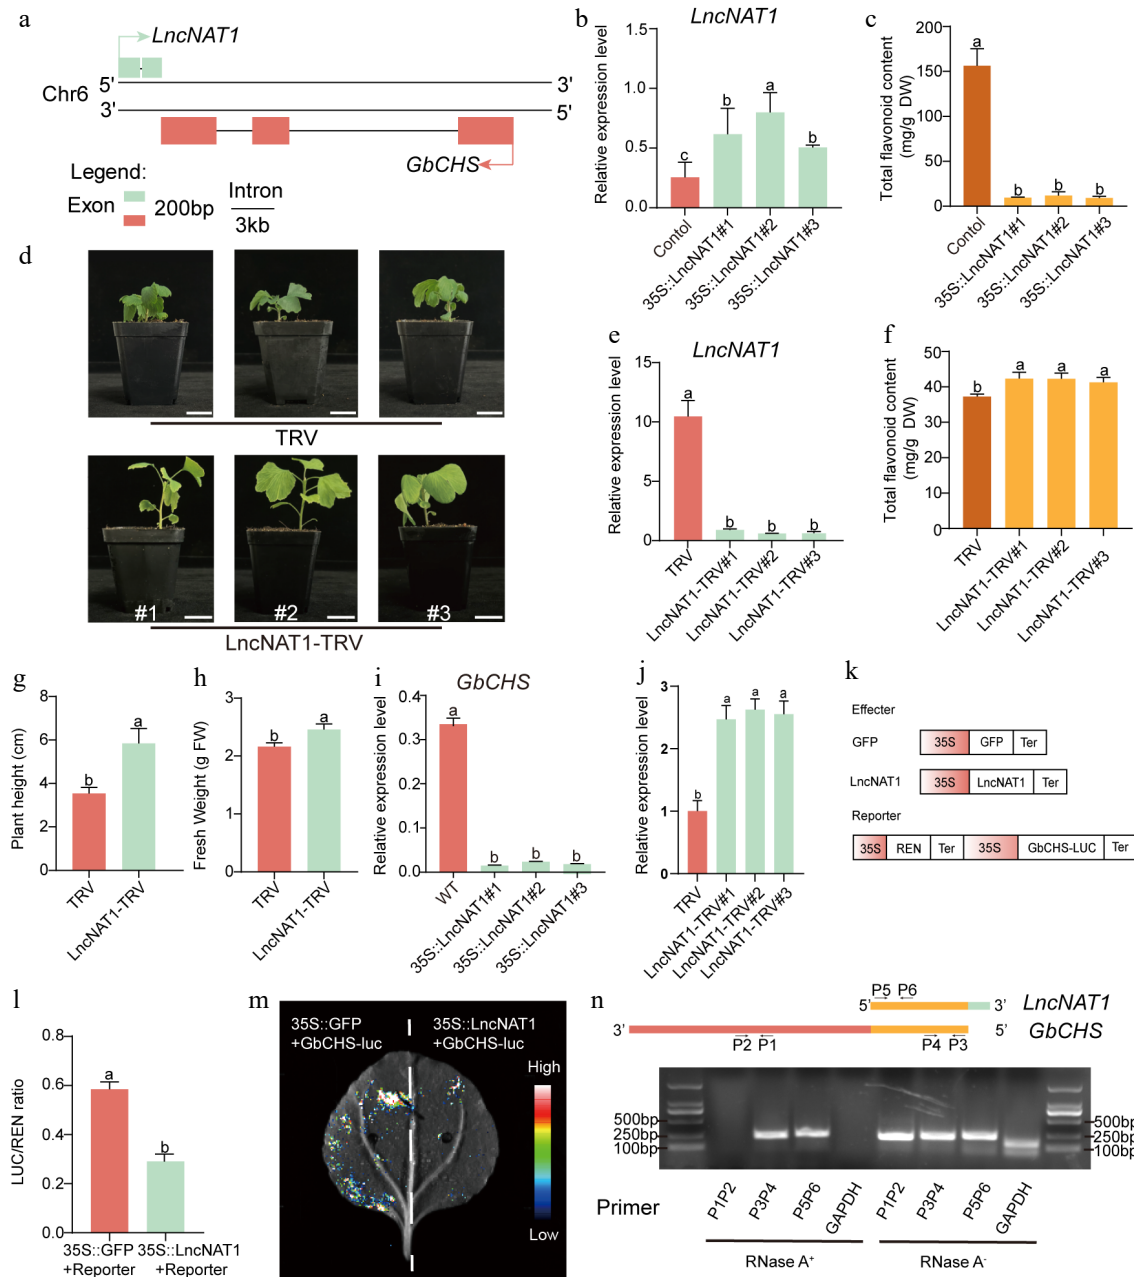 a
LncNAT1
5'
3'
Chr6
3'
5'
GbCHS
Legend:
Exon
200bp
Intron
3kb
b
LncNAT1
Relative expression level
1.5
1.0
0.5
0.0
c
b
a
b
Contol
35S::LncNAT1#1
35S::LncNAT1#2
35S::LncNAT1#3
c
Total flavonoid content
(mg/g DW)
200
150
100
50
0
a
b
b
b
Contol
35S::LncNAT1#1
35S::LncNAT1#2
35S::LncNAT1#3
d
TRV
#1
#2
#3
LncNAT1-TRV
e
LncNAT1
Relative expression level
15
10
5
0
a
b
b
b
TRV
LncNAT1-TRV#1
LncNAT1-TRV#2
LncNAT1-TRV#3
f
Total flavonoid content
(mg/g DW)
50
40
30
20
10
0
b
a
a
a
TRV
LncNAT1-TRV#1
LncNAT1-TRV#2
LncNAT1-TRV#3
g
Plant height (cm)
8
6
4
2
0
b
a
TRV
LncNAT1-TRV
h
Fresh Weight (g FW)
3
2
1
0
b
a
TRV
LncNAT1-TRV
i
GbCHS
Relative expression level
0.4
0.3
0.2
0.1
0.0
a
b
b
b
WT
35S::LncNAT1#1
35S::LncNAT1#2
35S::LncNAT1#3
j
Relative expression level
3
2
1
0
b
a
a
a
TRV
LncNAT1-TRV#1
LncNAT1-TRV#2
LncNAT1-TRV#3
k
Effecter
GFP
35S
GFP
Ter
LncNAT1
35S
LncNAT1
Ter
Reporter
35S
REN
Ter
35S
GbCHS-LUC
Ter
l
LUC/REN ratio
0.8
0.6
0.4
0.2
0.0
a
b
35S::GFP
+Reporter
35S::LncNAT1
+Reporter
m
35S::GFP
+GbCHS-luc
35S::LncNAT1
+GbCHS-luc
High
Low
n
P5 P6
5'
3'
LncNAT1
3'
5'
GbCHS
P2 P1
P4 P3
500bp
250bp
100bp
500bp
250bp
100bp
Primer
P1P2
P3P4
P5P6
GAPDH
P1P2
P3P4
P5P6
GAPDH
RNase A⁺
RNase A⁻